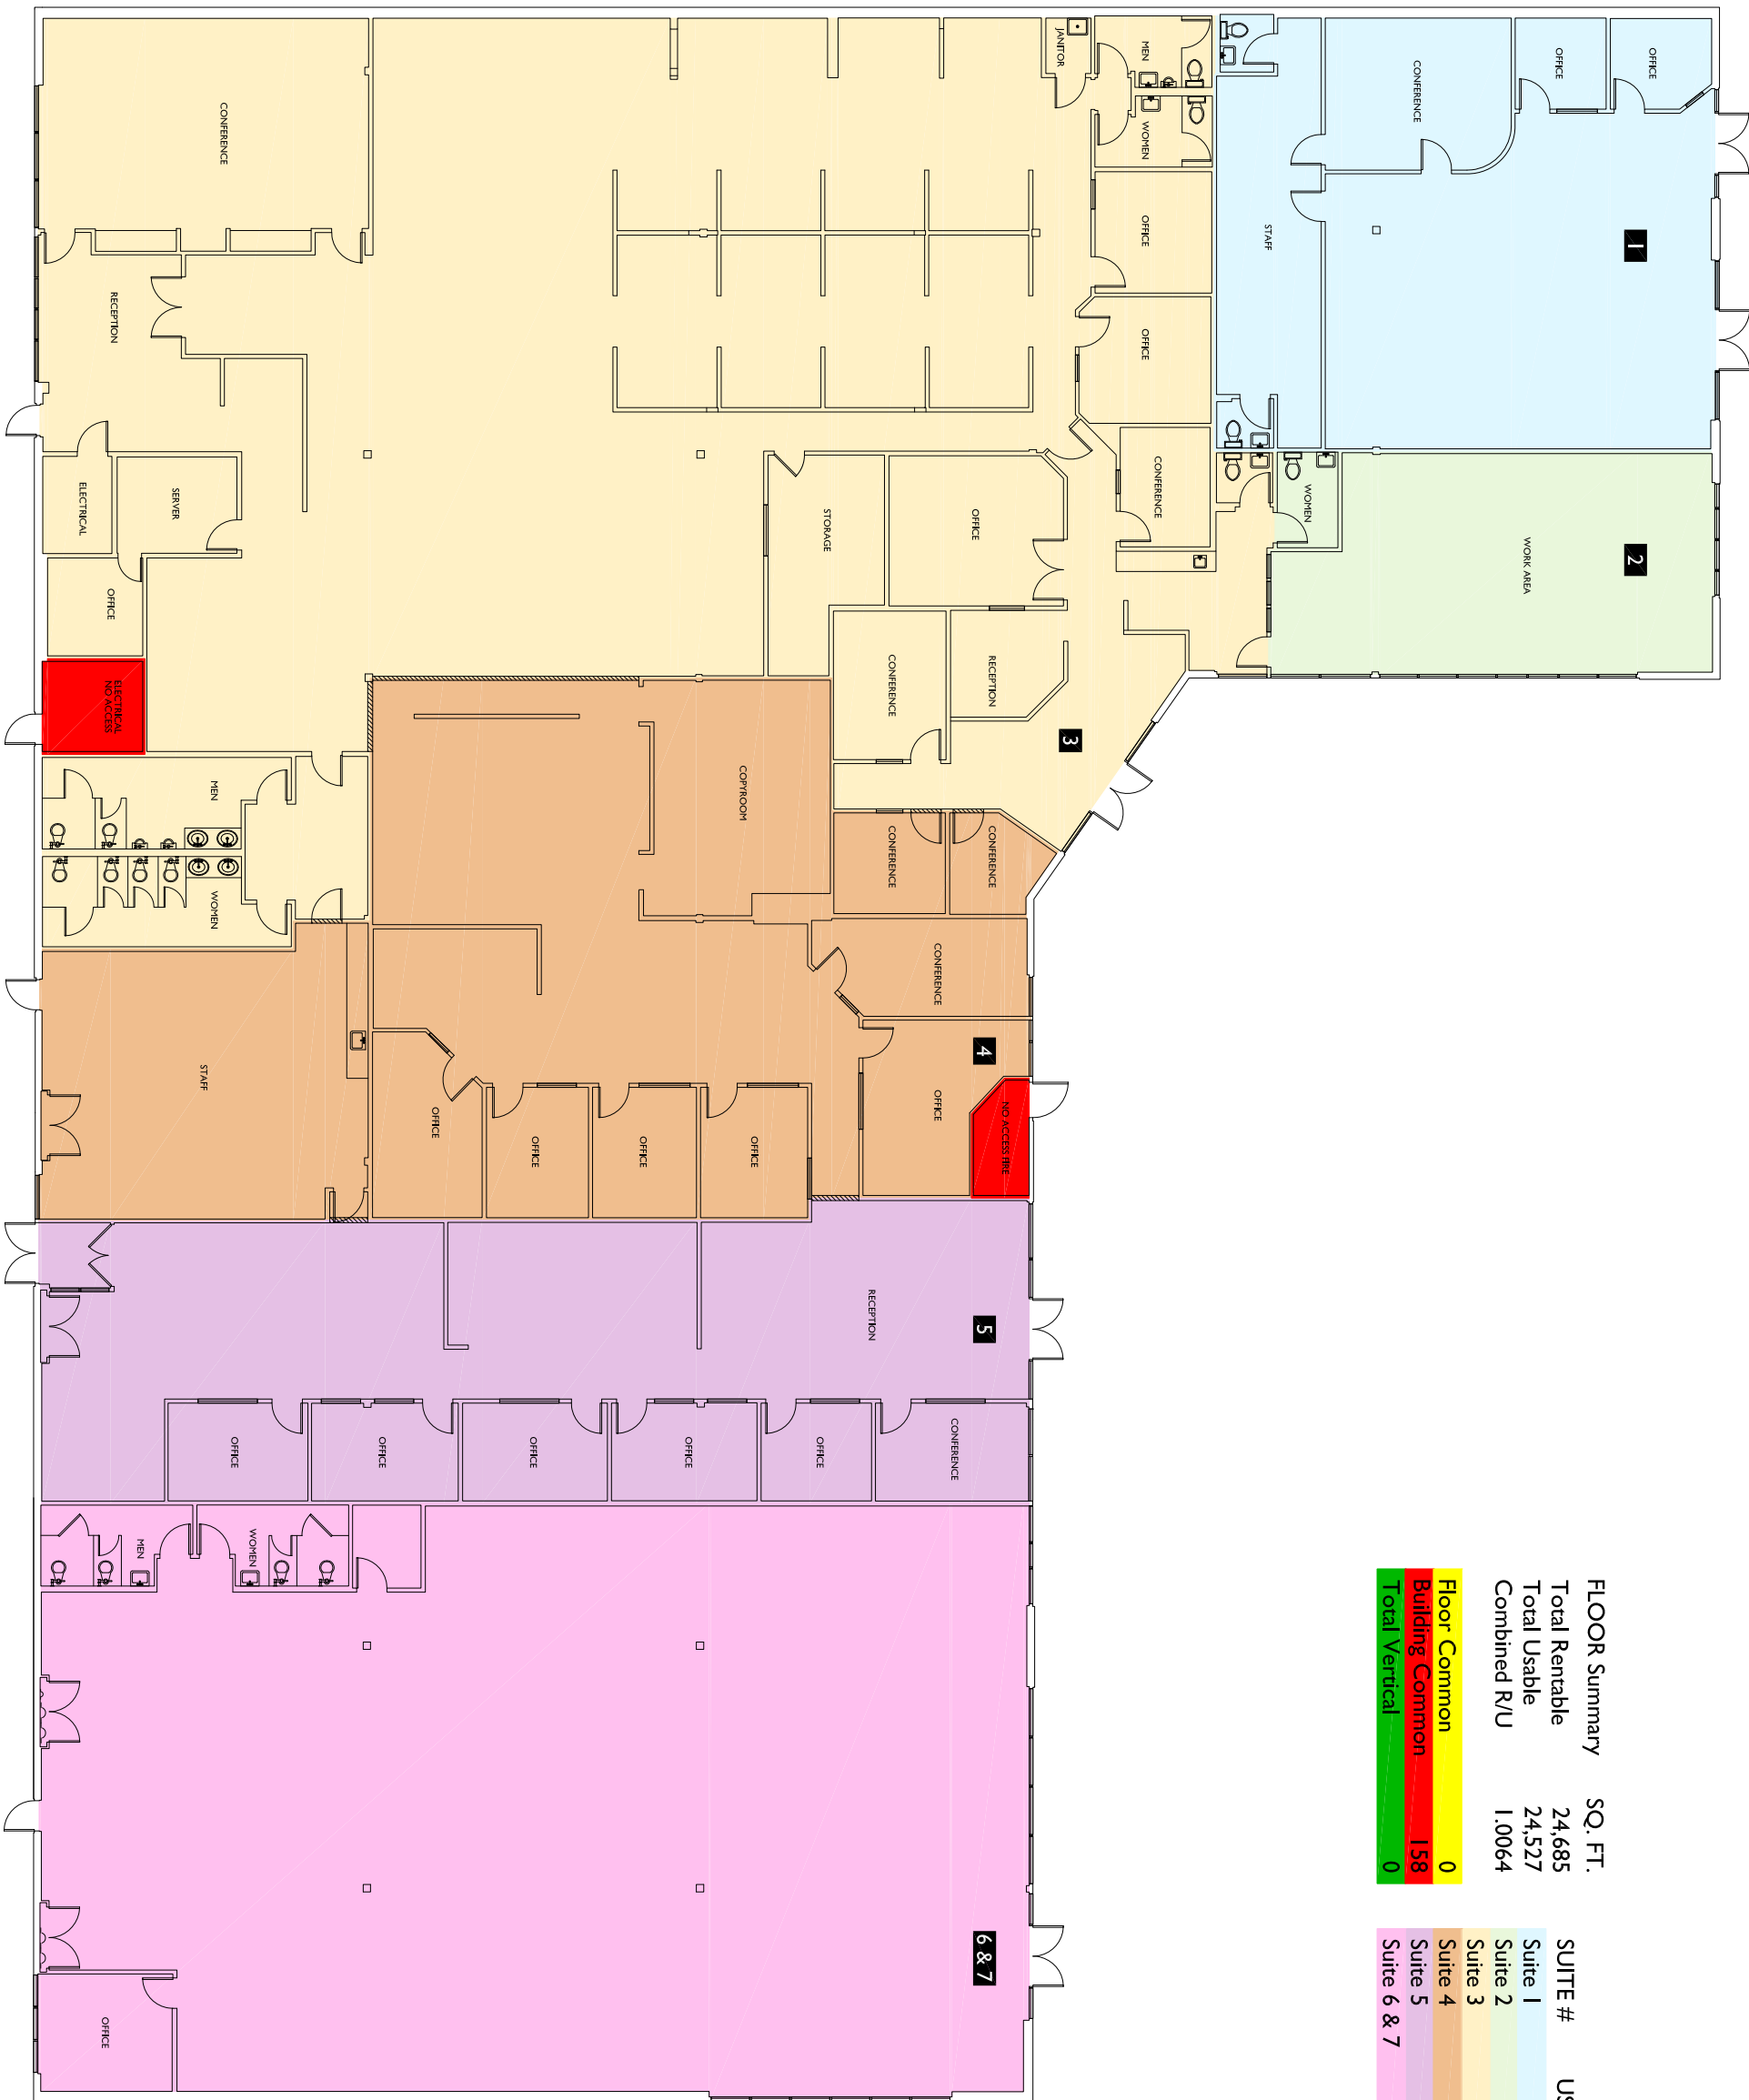 FLOOR Summary SQ. FT.
Total Rentable 24,685
Total Usable 24,527
Combined R/U 1.0064
Floor Common 0
Building Common 158
Total Vertical 0
SUITE #
Suite 1
Suite 2
Suite 3
Suite 4
Suite 5
Suite 6 & 7
OFFICE
OFFICE
CONFERENCE
1
STAFF
2
WORK AREA
WOMEN
MEN
WOMEN
JANITOR
OFFICE
OFFICE
CONFERENCE
OFFICE
STORAGE
RECEPTION
CONFERENCE
3
CONFERENCE
RECEPTION
SERVER
ELECTRICAL
OFFICE
ELECTRICAL
NO ACCESS
MEN
WOMEN
COPYROOM
CONFERENCE
CONFERENCE
CONFERENCE
4
OFFICE
NO ACCESS FIRE
OFFICE
OFFICE
OFFICE
OFFICE
STAFF
5
RECEPTION
CONFERENCE
OFFICE
OFFICE
OFFICE
OFFICE
OFFICE
WOMEN
MEN
6 & 7
OFFICE